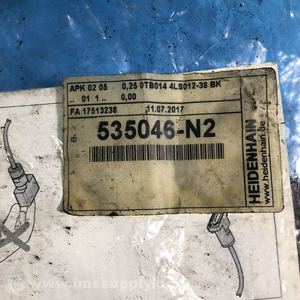 APK 02 05 0,25 0TB014 4LS012-38 BK
.. 01 1 .. 0,00
FA 17513238 11.07.2017
ID:
535046-N2
HEIDENHAIN
www.heidenhain.de
© www.imssupply.com